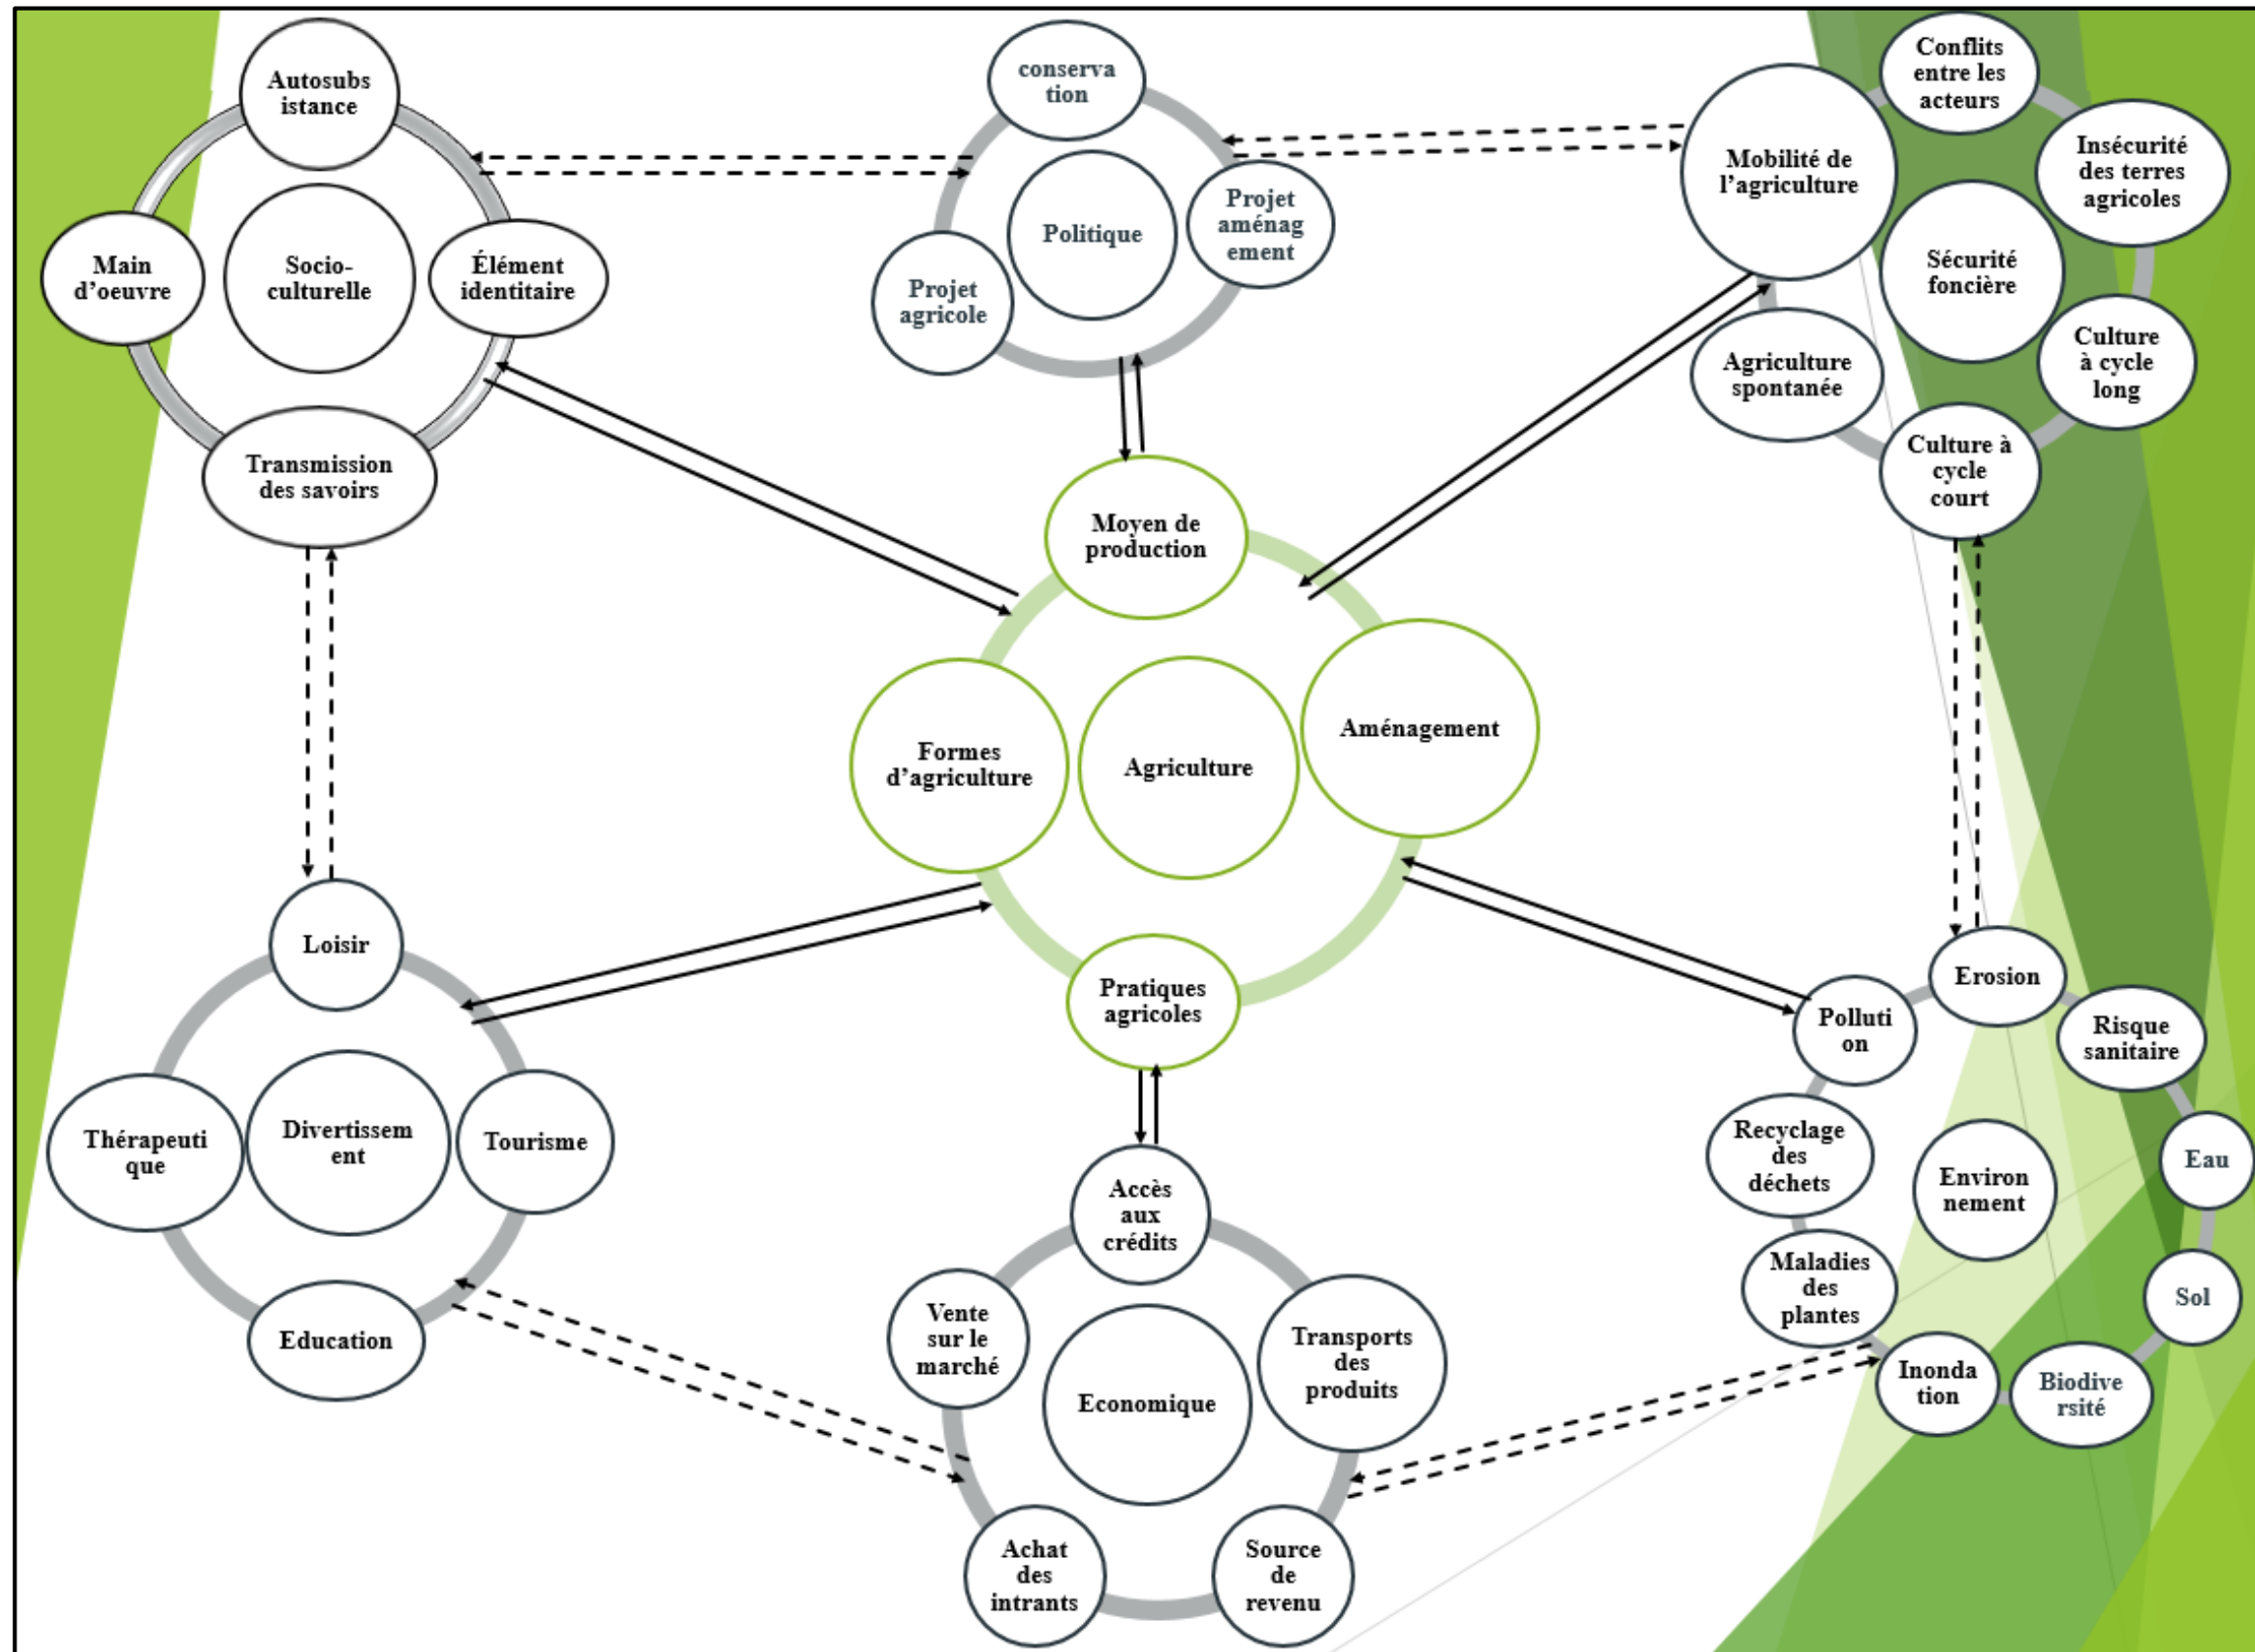 Autosubs
istance
Main
d’oeuvre
Socio-
culturelle
Élément
identitaire
Transmission
des savoirs
conserva
tion
Politique
Projet
aménag
ement
Projet
agricole
Conflits
entre les
acteurs
Mobilité de
l’agriculture
Insécurité
des terres
agricoles
Sécurité
foncière
Agriculture
spontanée
Culture
à cycle
long
Culture à
cycle
court
Moyen de
production
Formes
d’agriculture
Agriculture
Aménagement
Pratiques
agricoles
Loisir
Thérapeuti
que
Divertissem
ent
Tourisme
Education
Accès
aux
crédits
Vente
sur le
marché
Economique
Transports
des
produits
Achat
des
intrants
Source
de
revenu
Erosion
Polluti
on
Risque
sanitaire
Recyclage
des
déchets
Environ
nement
Eau
Maladies
des
plantes
Sol
Inonda
tion
Biodive
rsité